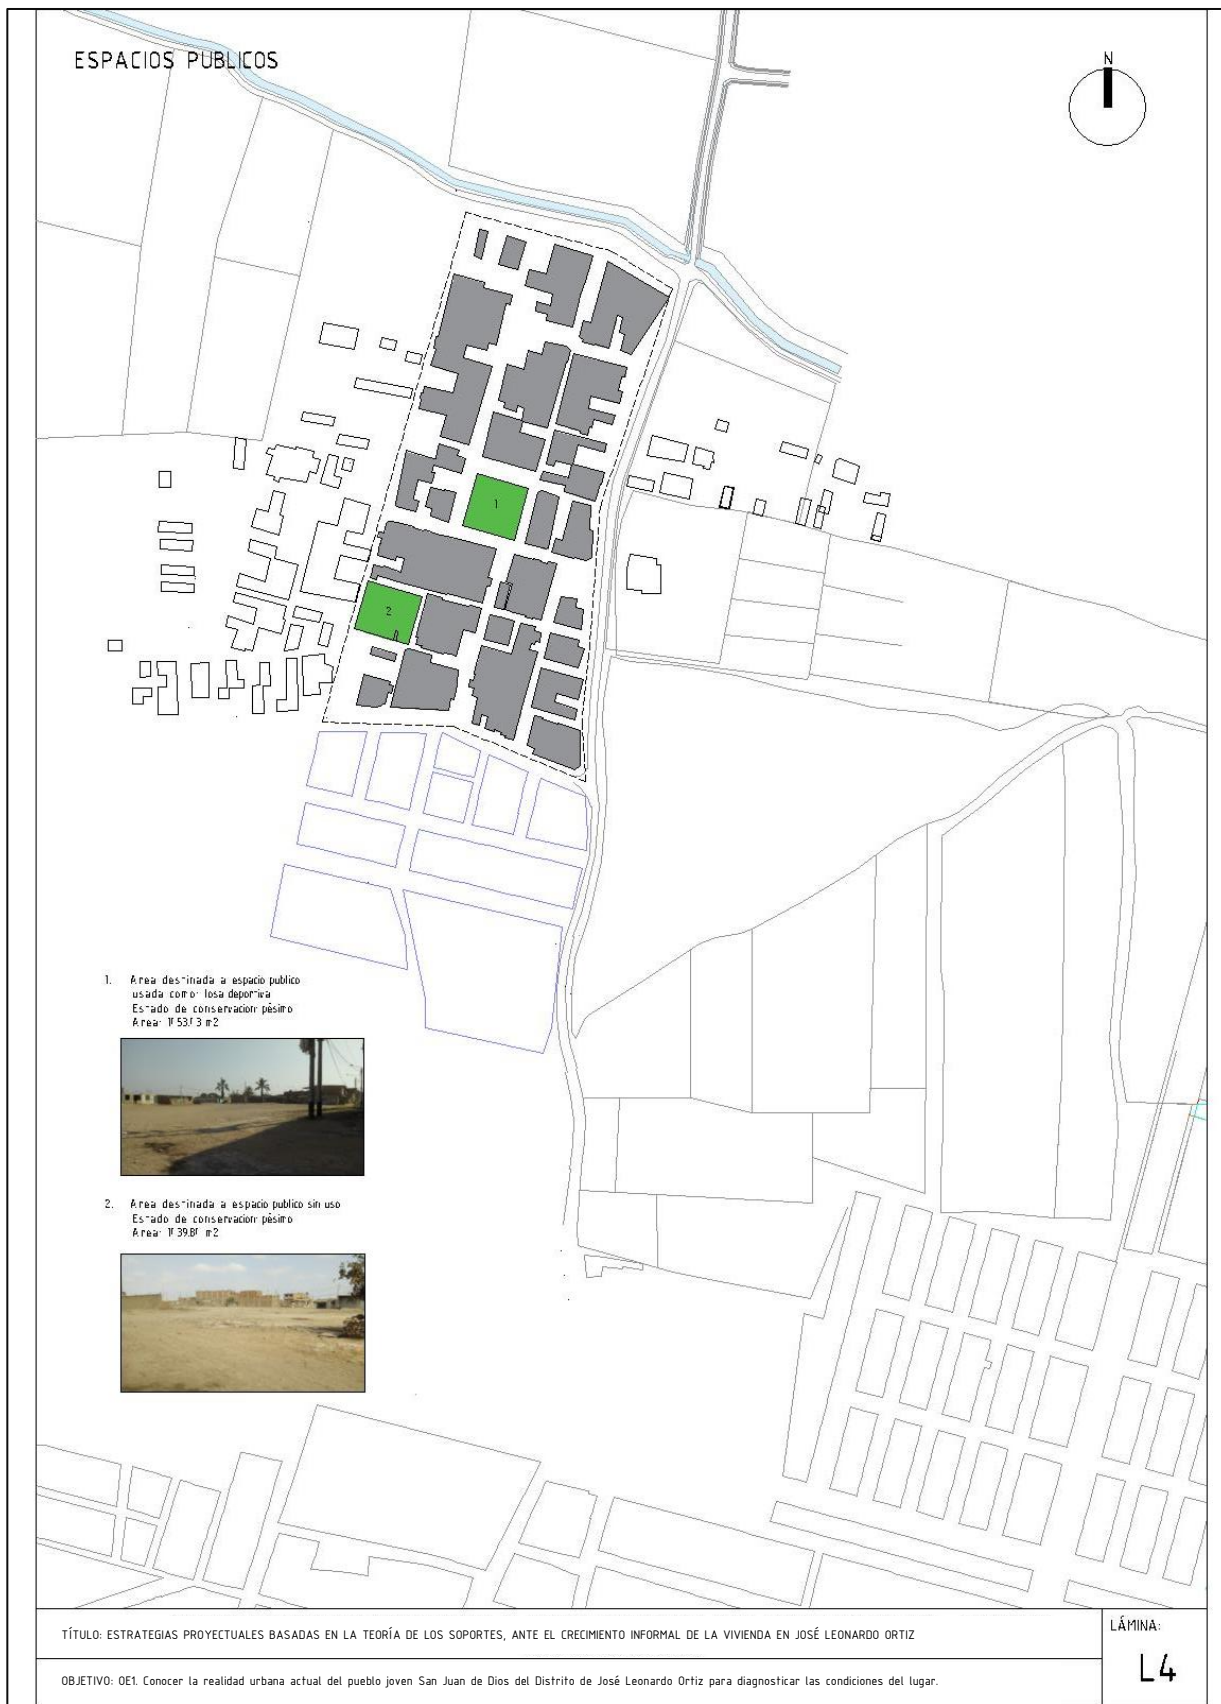 ESPACIOS PUBLICOS
N
1
2
1. Area destinada a espacio publico
usada como losa deportiva
Estado de conservacion pésimo
Area: m2
2. Area destinada a espacio publico sin uso
Estado de conservacion pésimo
Area: m2
TÍTULO: ESTRATEGIAS PROYECTUALES BASADAS EN LA TEORÍA DE LOS SOPORTES, ANTE EL CRECIMIENTO INFORMAL DE LA VIVIENDA EN JOSÉ LEONARDO ORTIZ
LÁMINA:
L4
OBJETIVO: OE1. Conocer la realidad urbana actual del pueblo joven San Juan de Dios del Distrito de José Leonardo Ortiz para diagnosticar las condiciones del lugar.